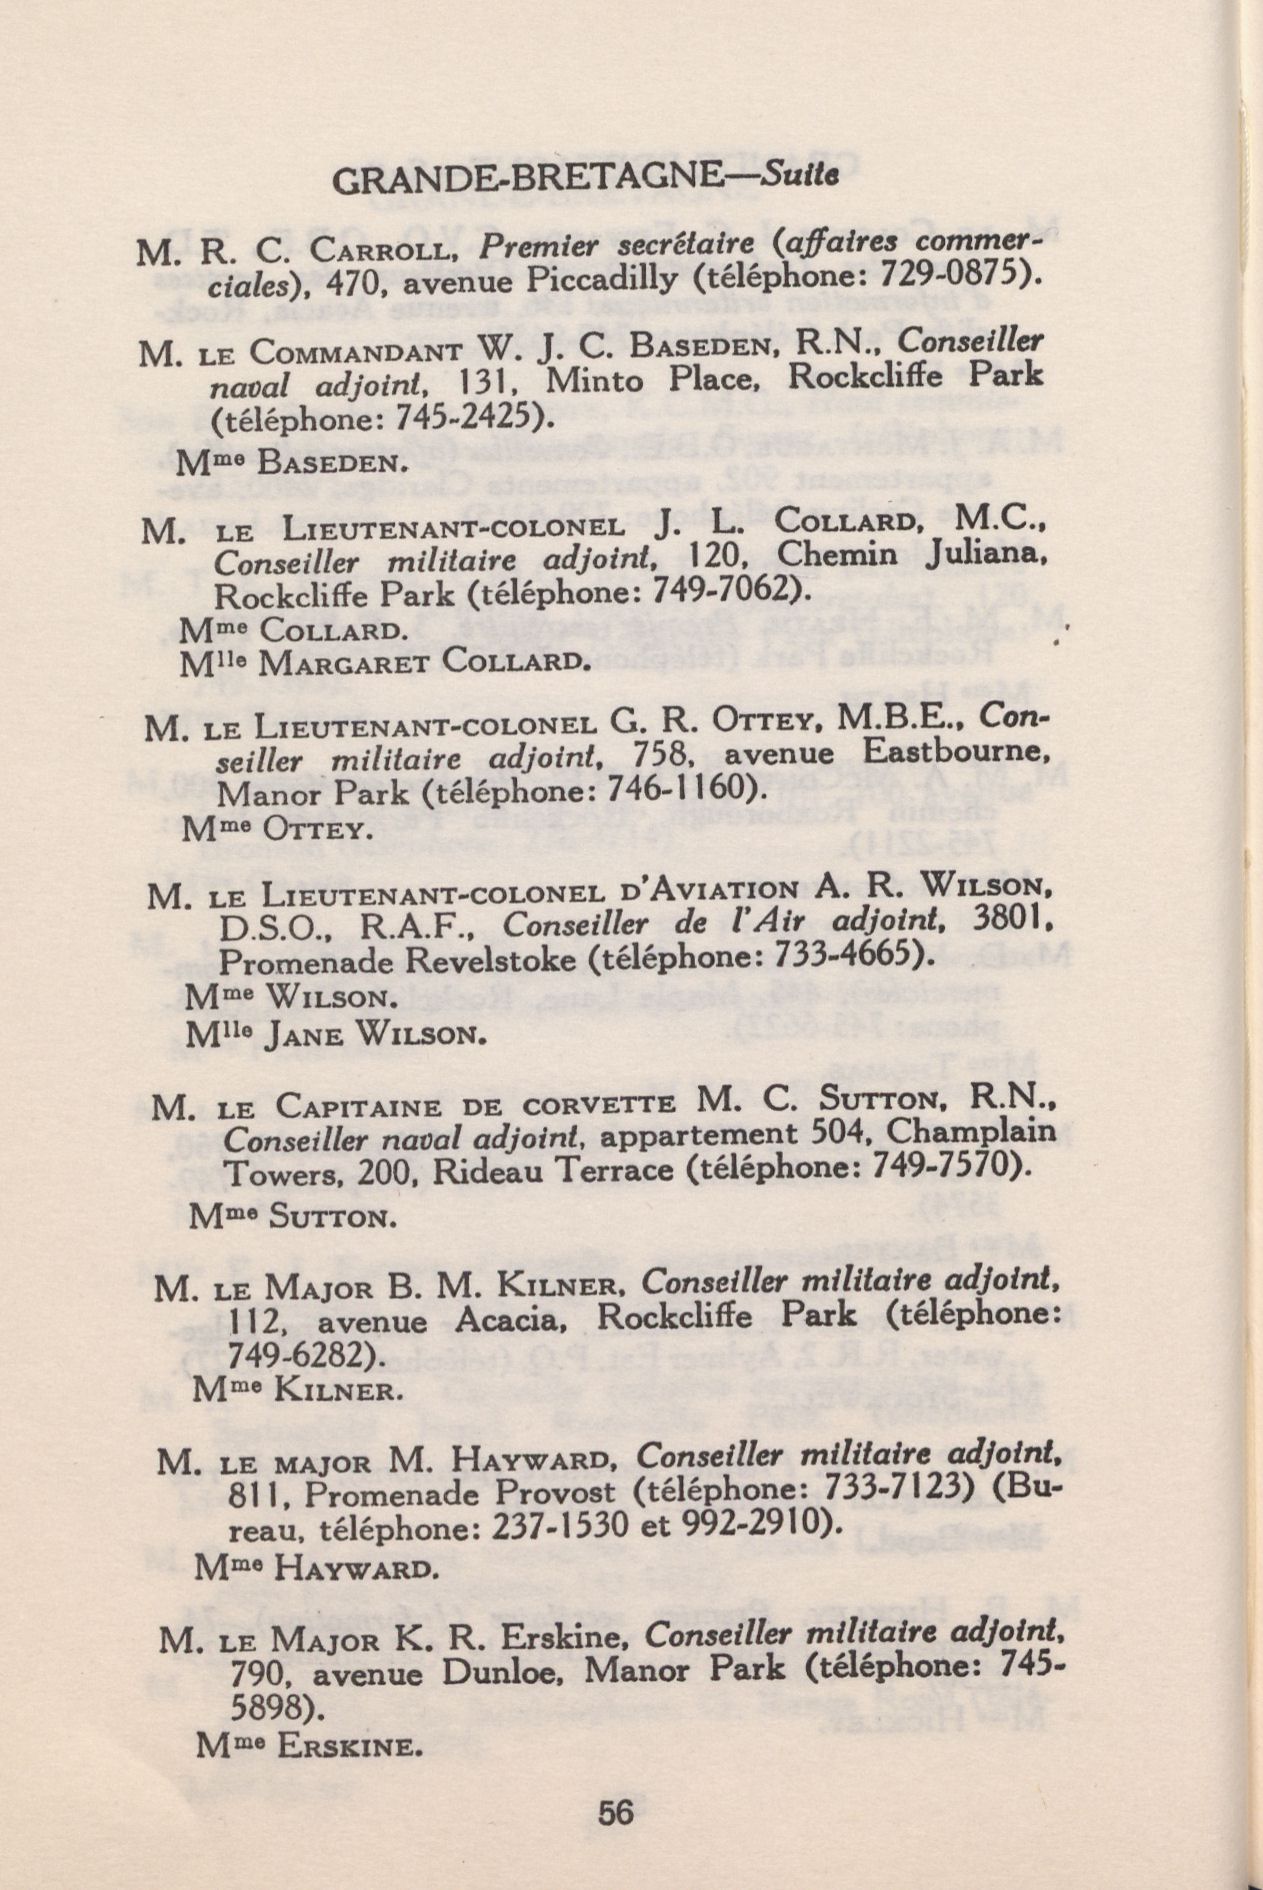 GRANDE-BRETAGNE—Suite
M. R. C. CARROLL, Premier secrétaire (affaires commer-
ciales), 470, avenue Piccadilly (téléphone: 729-0875).
M. LE COMMANDANT W. J. C. BASEDEN, R.N., Conseiller
naval adjoint, 131, Minto Place, Rockcliffe Park
(téléphone: 745-2425).
Mme BASEDEN.
M. LE LIEUTENANT-COLONEL J. L. COLLARD, M.C.,
Conseiller militaire adjoint, 120, Chemin Juliana,
Rockcliffe Park (téléphone: 749-7062).
Mme COLLARD.
Mlle MARGARET COLLARD.
M. LE LIEUTENANT-COLONEL G. R. OTTEY, M.B.E., Con-
seiller militaire adjoint, 758, avenue Eastbourne,
Manor Park (téléphone: 746-1160).
Mme OTTEY.
M. LE LIEUTENANT-COLONEL D'AVIATION A. R. WILSON,
D.S.O., R.A.F., Conseiller de l'Air adjoint, 3801,
Promenade Revelstoke (téléphone: 733-4665).
Mme WILSON.
Mlle JANE WILSON.
M. LE CAPITAINE DE CORVETTE M. C. SUTTON, R.N.,
Conseiller naval adjoint, appartement 504, Champlain
Towers, 200, Rideau Terrace (téléphone: 749-7570).
Mme SUTTON.
M. LE MAJOR B. M. KILNER, Conseiller militaire adjoint,
112, avenue Acacia, Rockcliffe Park (téléphone:
749-6282).
Mme KILNER.
M. LE MAJOR M. HAYWARD, Conseiller militaire adjoint,
811, Promenade Provost (téléphone: 733-7123) (Bu-
reau, téléphone: 237-1530 et 992-2910).
Mme HAYWARD.
M. LE MAJOR K. R. Erskine, Conseiller militaire adjoint,
790, avenue Dunloe, Manor Park (téléphone: 745-
5898).
Mme ERSKINE.
56